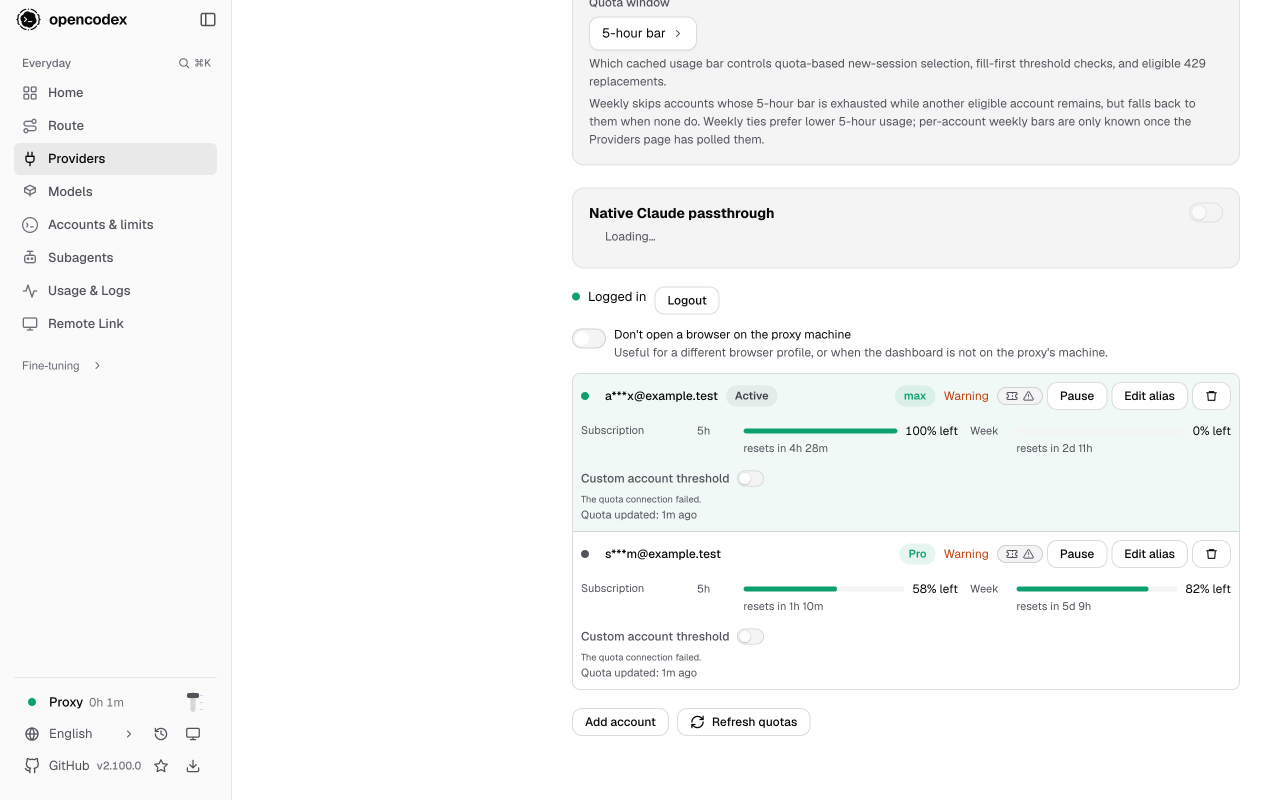 opencodex
Everyday
⌘K
Home
Route
Providers
Models
Accounts & limits
Subagents
Usage & Logs
Remote Link
Fine-tuning
Proxy 0h 1m
English
GitHub v2.100.0
Quota window
5-hour bar
Which cached usage bar controls quota-based new-session selection, fill-first threshold checks, and eligible 429
replacements.
Weekly skips accounts whose 5-hour bar is exhausted while another eligible account remains, but falls back to
them when none do. Weekly ties prefer lower 5-hour usage; per-account weekly bars are only known once the
Providers page has polled them.
Native Claude passthrough
Loading…
Logged in Logout
Don't open a browser on the proxy machine
Useful for a different browser profile, or when the dashboard is not on the proxy's machine.
a***x@example.test Active max Warning Pause Edit alias
Subscription 5h 100% left Week 0% left
resets in 4h 28m resets in 2d 11h
Custom account threshold
The quota connection failed.
Quota updated: 1m ago
s***m@example.test Pro Warning Pause Edit alias
Subscription 5h 58% left Week 82% left
resets in 1h 10m resets in 5d 9h
Custom account threshold
The quota connection failed.
Quota updated: 1m ago
Add account Refresh quotas